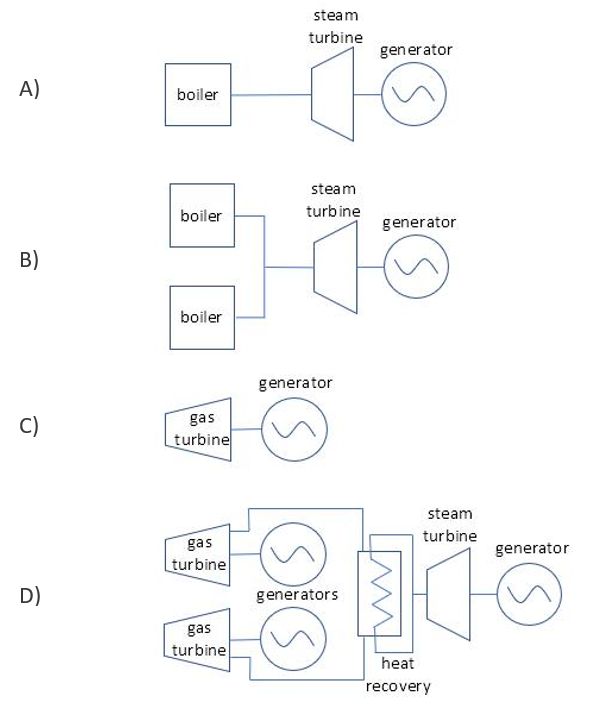 A)
steam
turbine
generator
boiler
B)
boiler
boiler
steam
turbine
generator
C)
gas
turbine
generator
D)
gas
turbine
generators
gas
turbine
heat
recovery
steam
turbine
generator